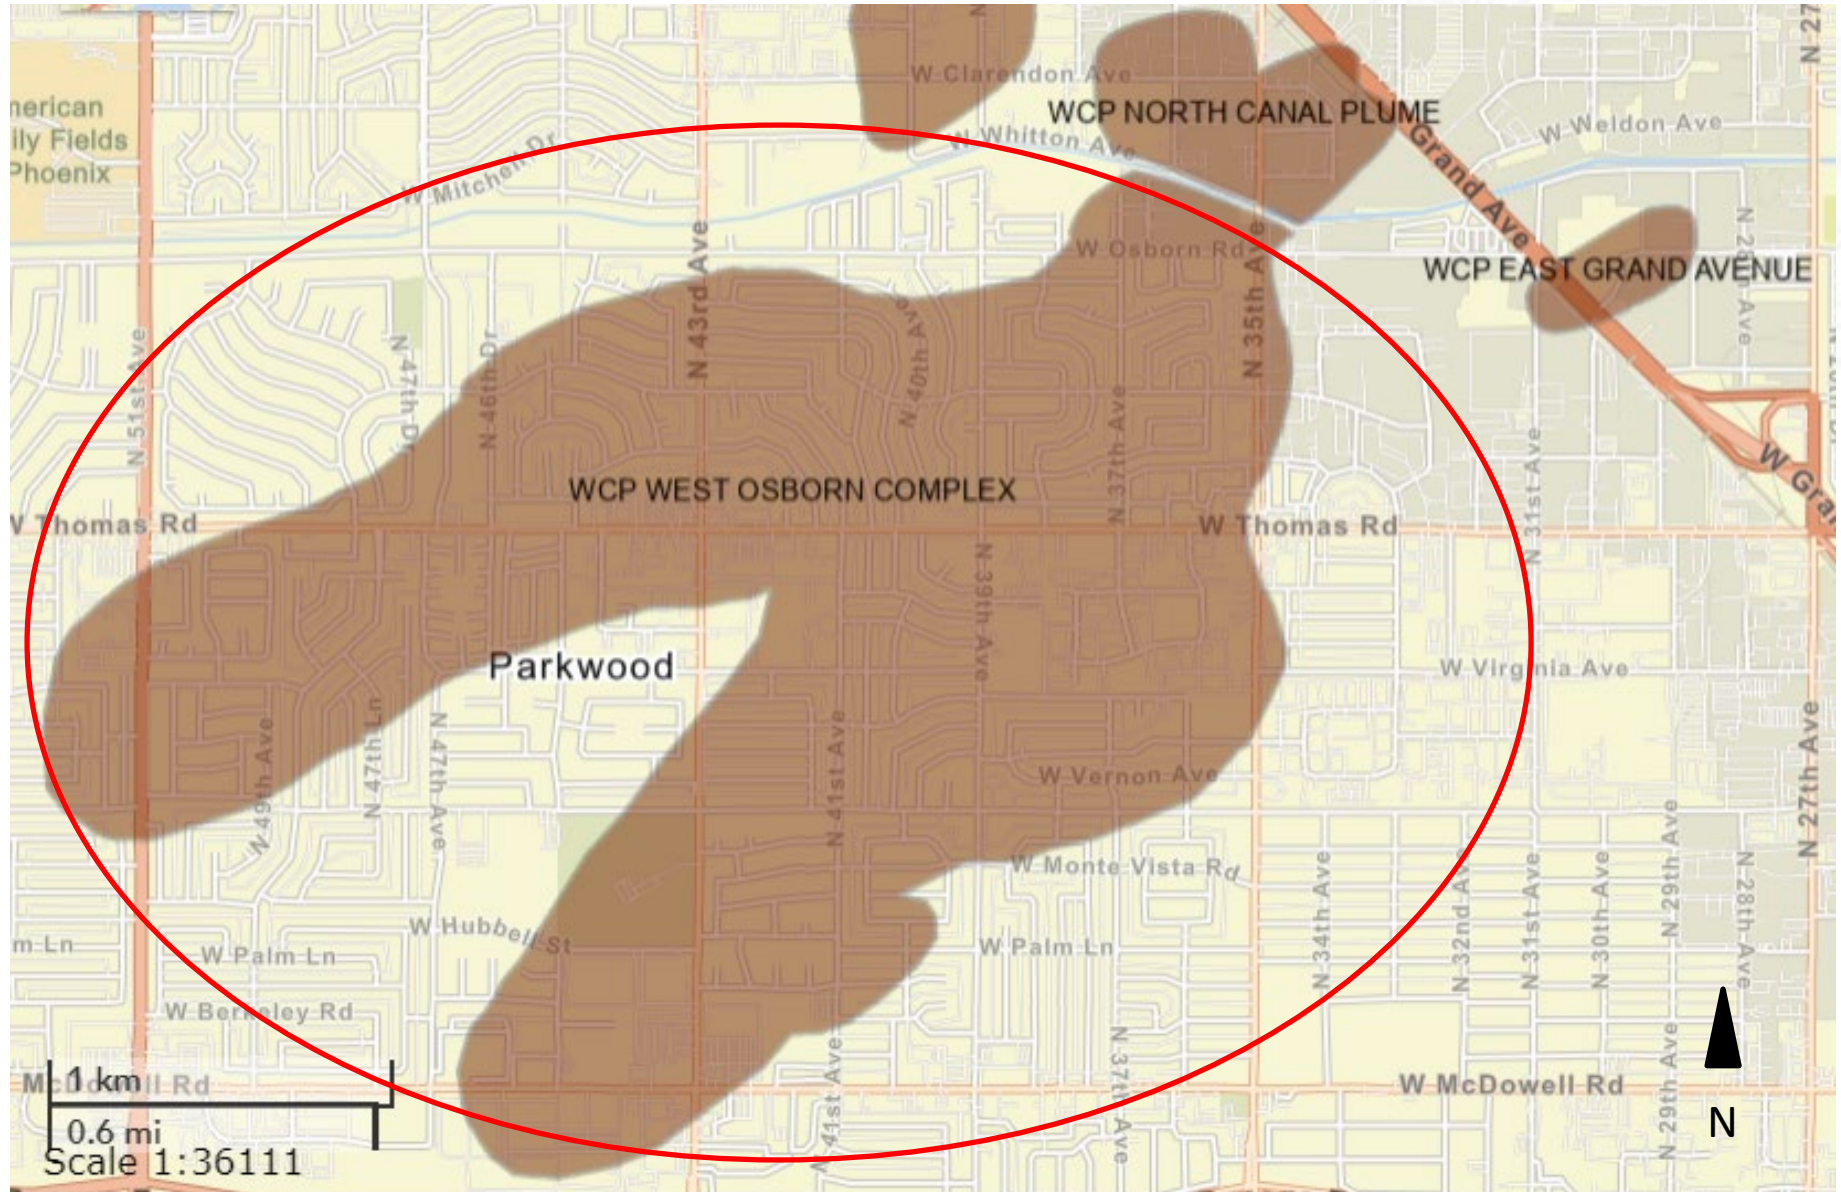 N 27
W Clarendon Ave
nerican
ily Fields
Phoenix
WCP NORTH CANAL PLUME
W Weldon Ave
W Whitton Ave
W Mitchell Dr
Grand Ave
N 43rd Ave
W Osborn Rd
N 35th Ave
WCP EAST GRAND AVENUE
N 51st Ave
N 47th Dr
N 46th Dr
N 40th Ave
N 37th Ave
WCP WEST OSBORN COMPLEX
W Thomas Rd
W Thomas Rd
N 31st Ave
W Gran
N 39th Ave
Parkwood
W Virginia Ave
N 49th Ave
N 47th Ln
N 47th Ave
N 41st Ave
W Vernon Ave
N 27th Ave
W Monte Vista Rd
W Hubbell St
m Ln
W Palm Ln
W Palm Ln
N 34th Ave
N 32nd Ave
N 31st Ave
N 30th Ave
N 29th Ave
N 28th Ave
W Berkeley Rd
McDowell Rd
1 km
0.6 mi
Scale 1:36111
N 41st Ave
N 37th Ave
W McDowell Rd
N 29th Ave
N